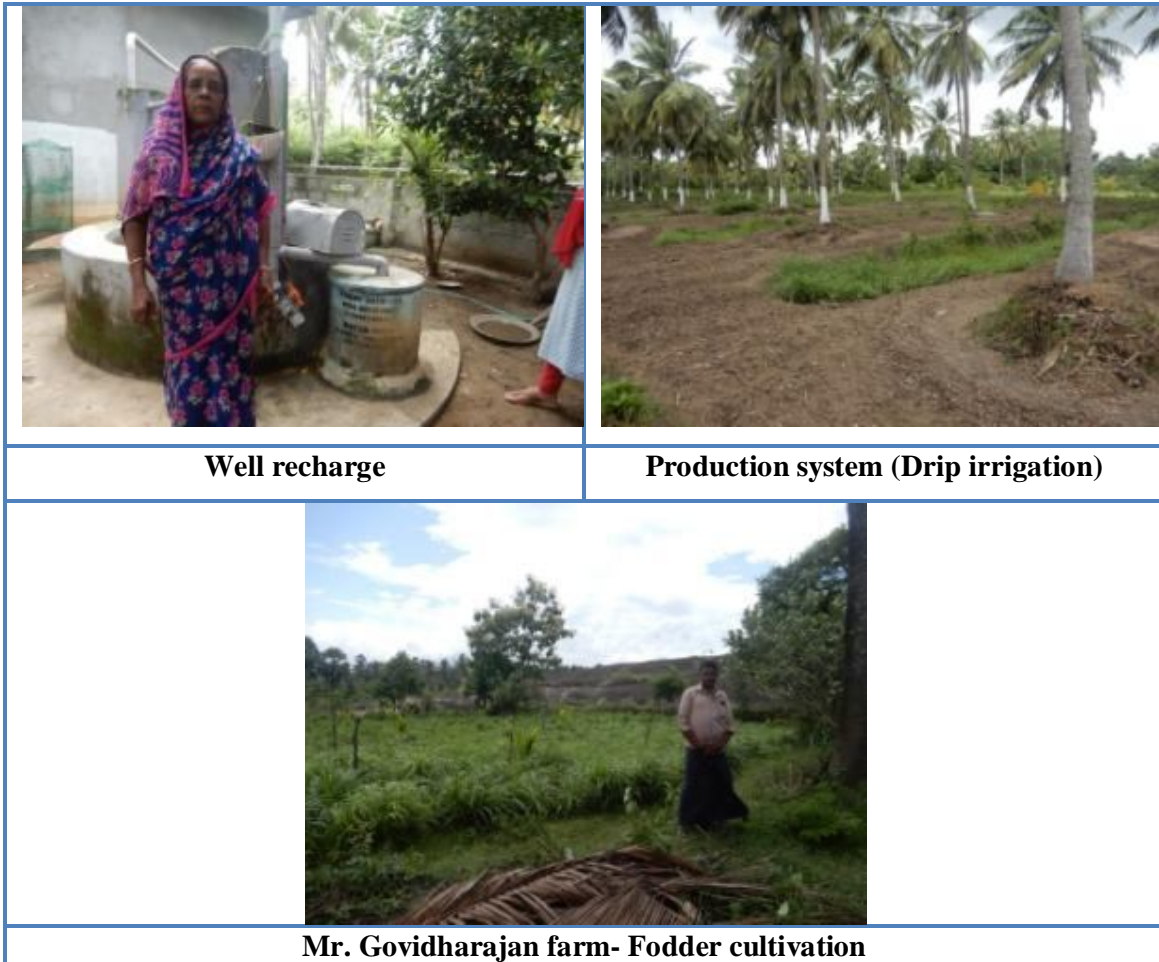 Well recharge
Production system (Drip irrigation)
Mr. Govidharajan farm- Fodder cultivation